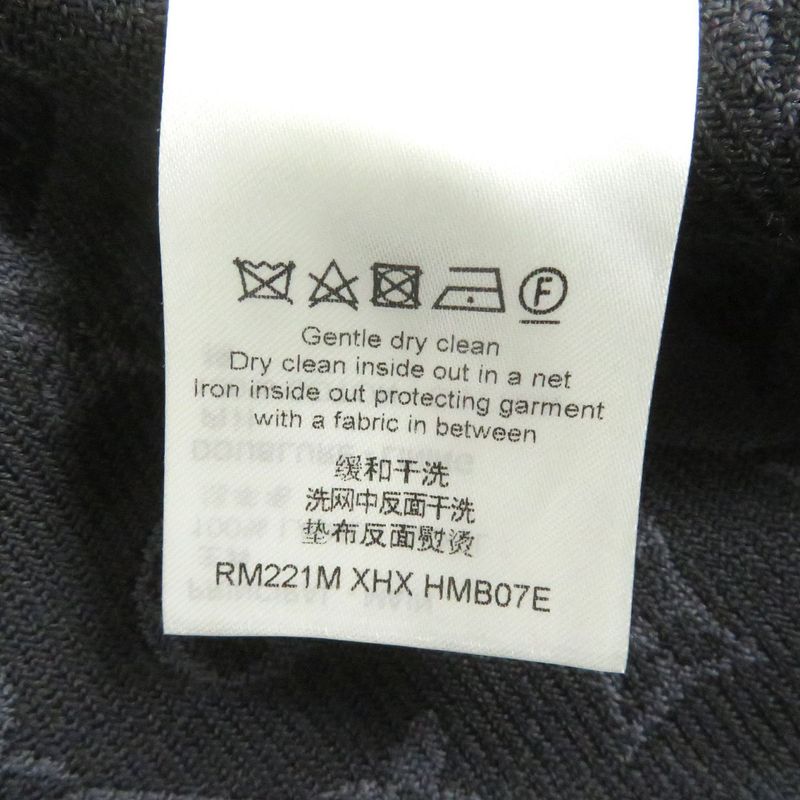 F
Gentle dry clean
Dry clean inside out in a net
Iron inside out protecting garment
with a fabric in between
缓和干洗
洗网中反面干洗
垫布反面熨烫
RM221M XHX HMB07E